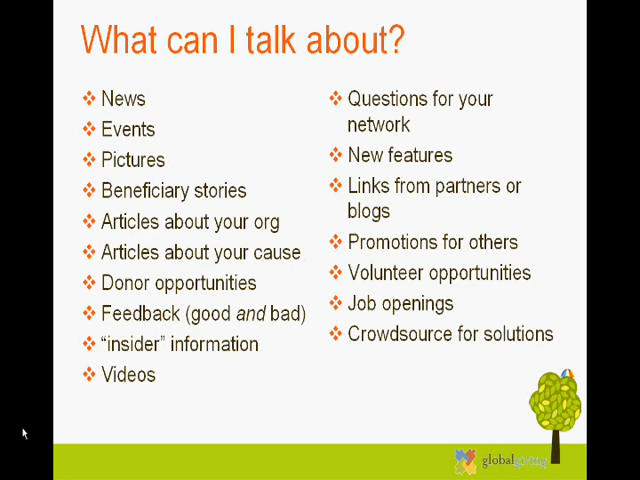 What can I talk about?
News
Events
Pictures
Beneficiary stories
Articles about your org
Articles about your cause
Donor opportunities
Feedback (good and bad)
“insider” information
Videos
Questions for your
network
New features
Links from partners or
blogs
Promotions for others
Volunteer opportunities
Job openings
Crowdsource for solutions
globalgiving